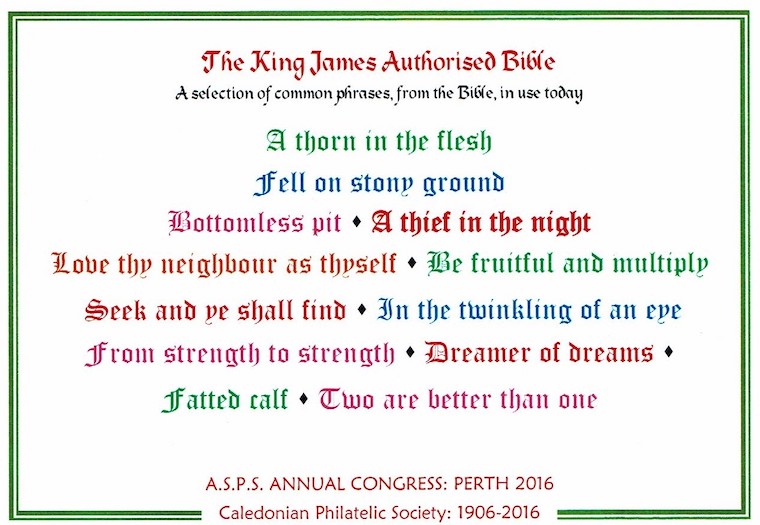 The King James Authorised Bible
A selection of common phrases, from the Bible, in use today
A thorn in the flesh
Fell on stony ground
Bottomless pit ♦ A thief in the night
Love thy neighbour as thyself ♦ Be fruitful and multiply
Seek and ye shall find ♦ In the twinkling of an eye
From strength to strength ♦ Dreamer of dreams ♦
Fatted calf ♦ Two are better than one
A.S.P.S. ANNUAL CONGRESS: PERTH 2016
Caledonian Philatelic Society: 1906-2016